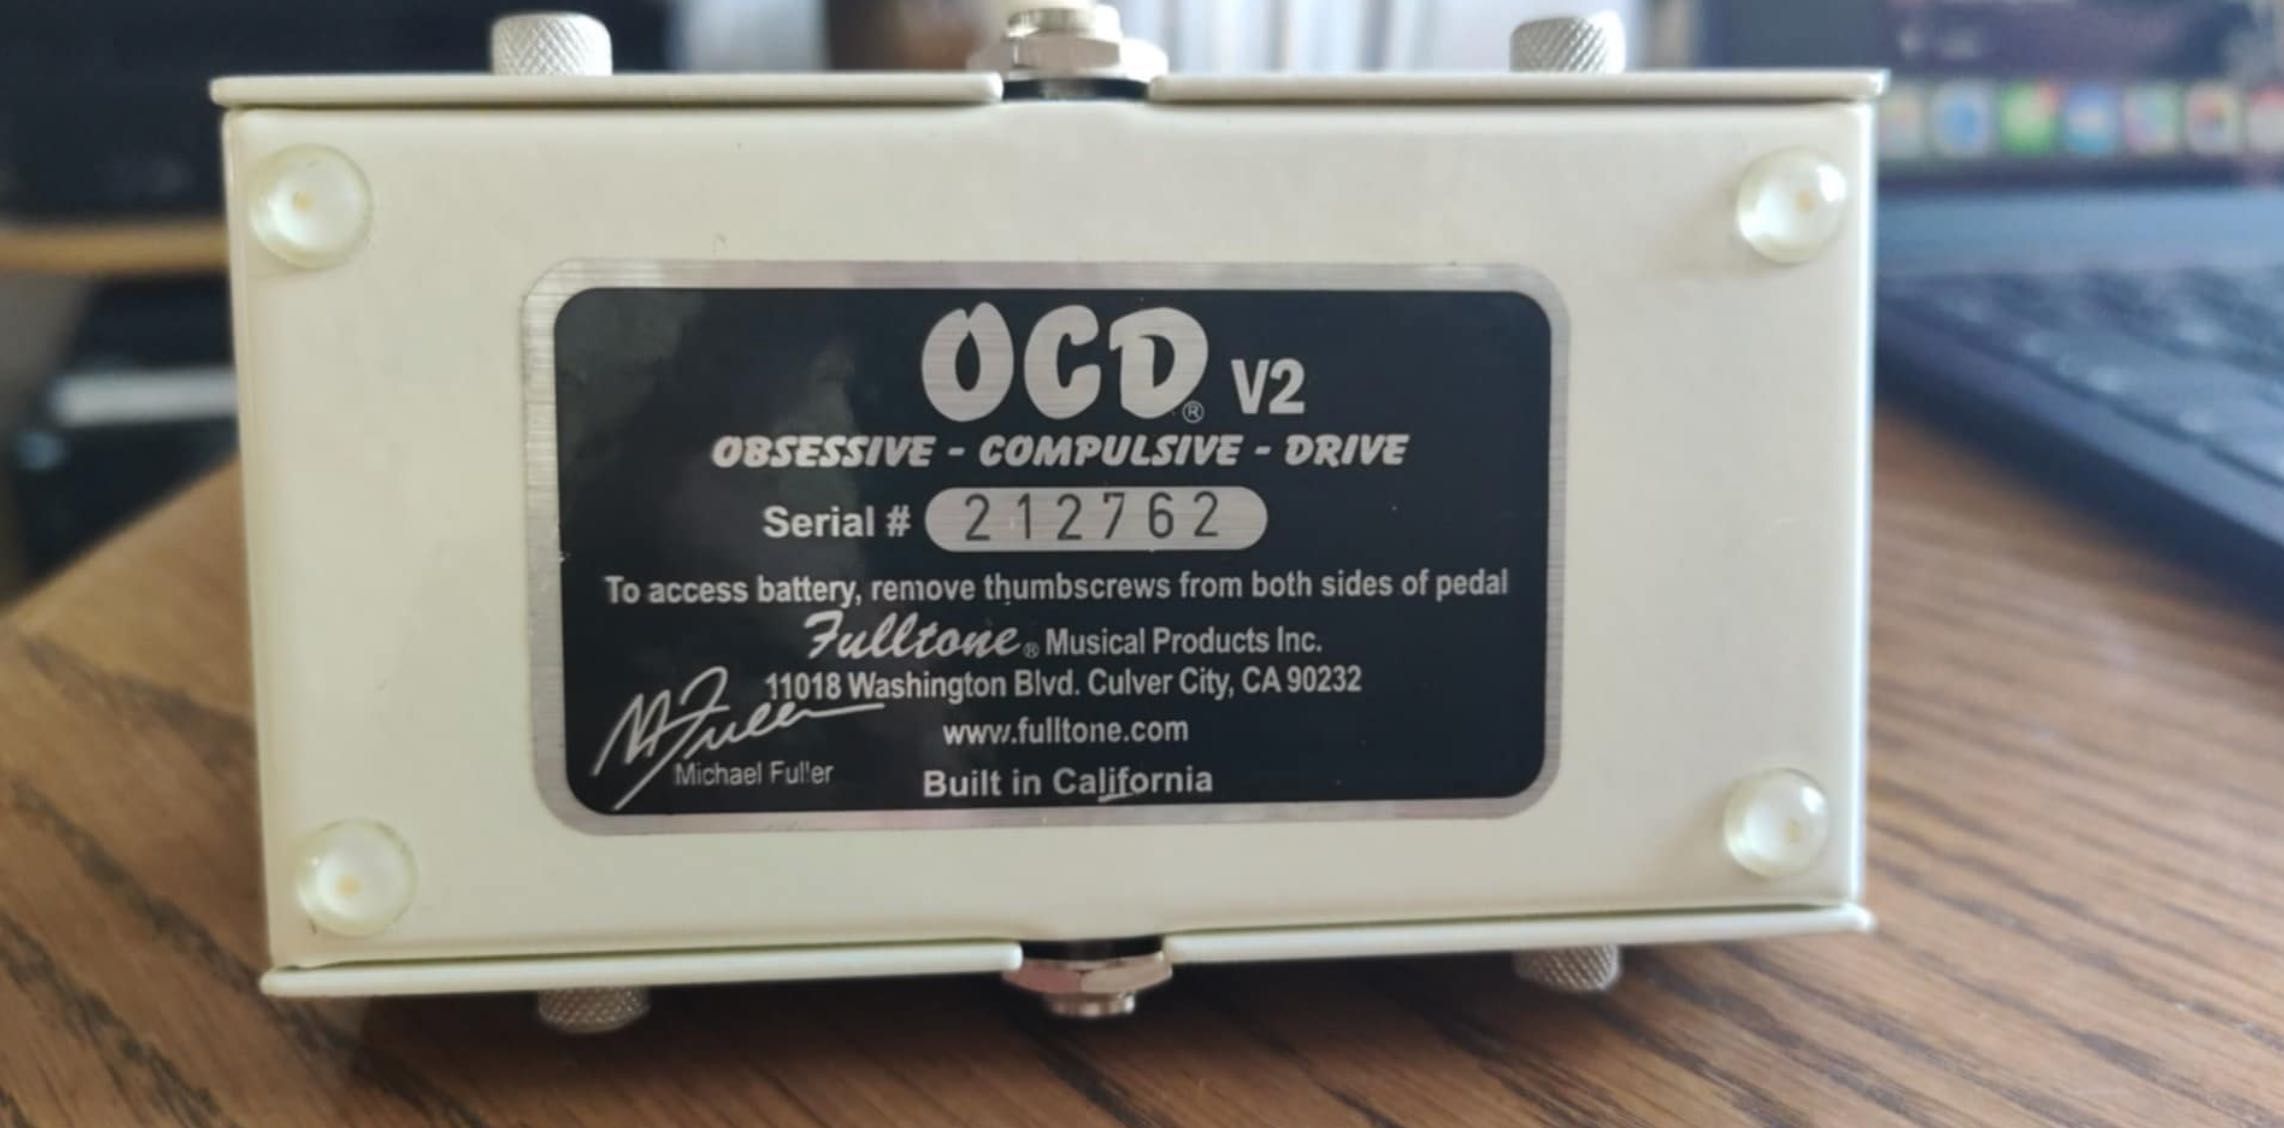 OCD® V2
OBSESSIVE - COMPULSIVE - DRIVE
Serial # 212762
To access battery, remove thumbscrews from both sides of pedal
Fulltone® Musical Products Inc.
11018 Washington Blvd. Culver City, CA 90232
M Fuller
www.fulltone.com
Michael Fuller
Built in California